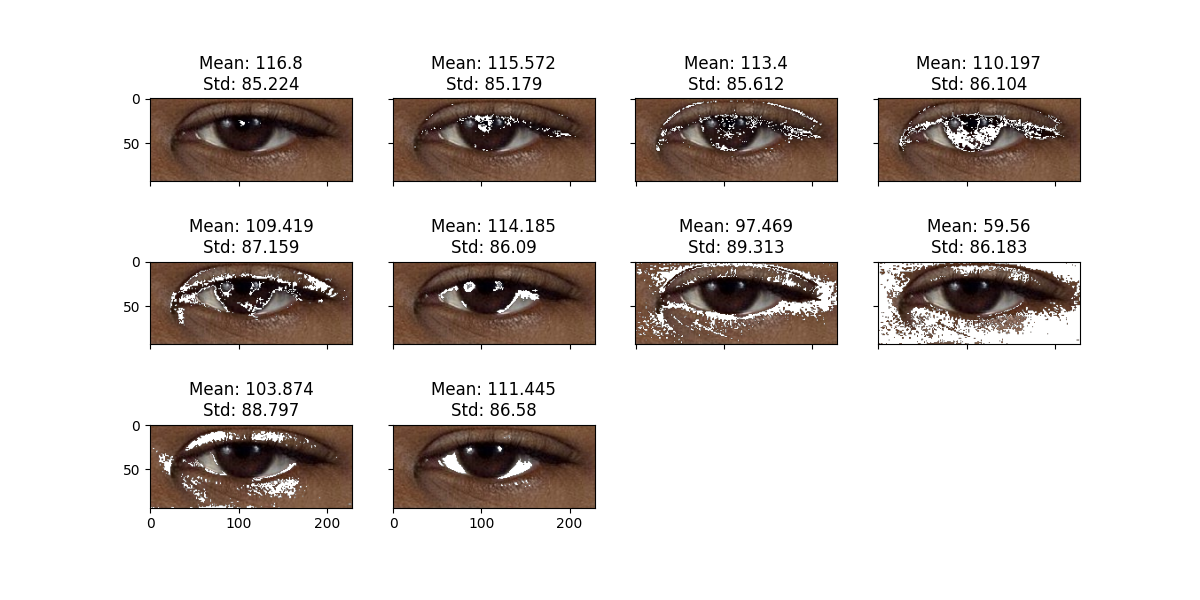 Mean: 116.8
Std: 85.224
Mean: 115.572
Std: 85.179
Mean: 113.4
Std: 85.612
Mean: 110.197
Std: 86.104
0
50
Mean: 109.419
Std: 87.159
Mean: 114.185
Std: 86.09
Mean: 97.469
Std: 89.313
Mean: 59.56
Std: 86.183
0
50
Mean: 103.874
Std: 88.797
Mean: 111.445
Std: 86.58
0
50
0 100 200
0 100 200